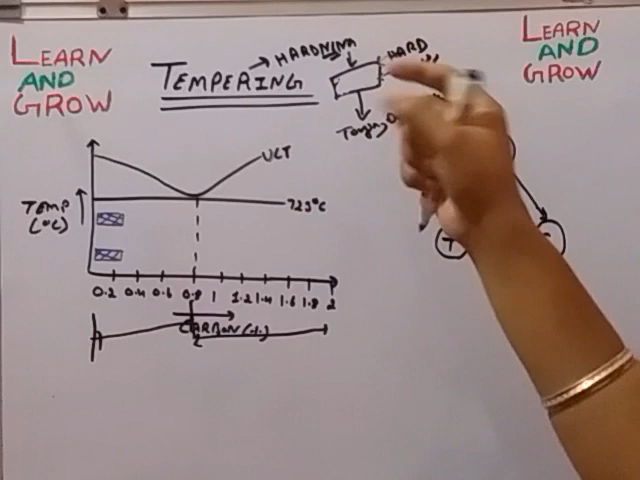 LEARN
AND
GROW
TEMPERING
→ HARDNING
HARD
LEARN
AND
GROW
UCT
723°C
TEMP
(°C)
0.2 0.4 0.6 0.8 1 1.2 1.4 1.6 1.8 2
CARBON (%)
T